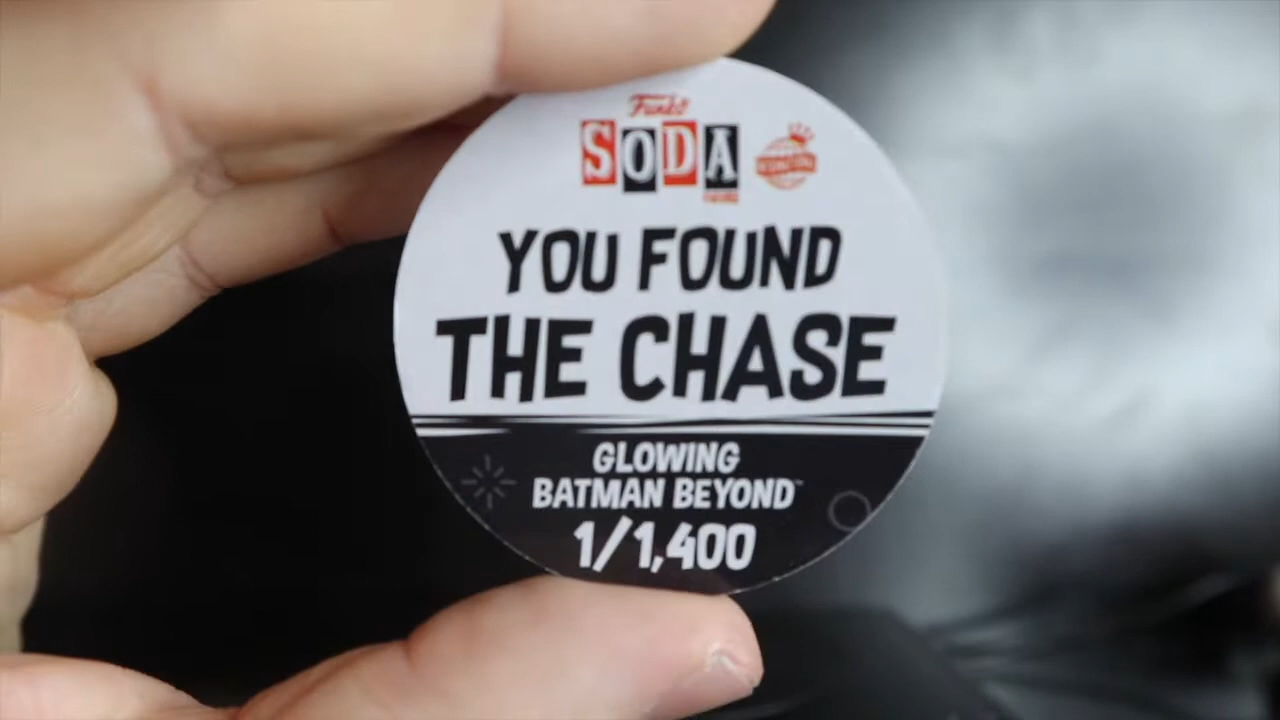 Funko
SODA
YOU FOUND
THE CHASE
GLOWING
BATMAN BEYOND™
1/1,400